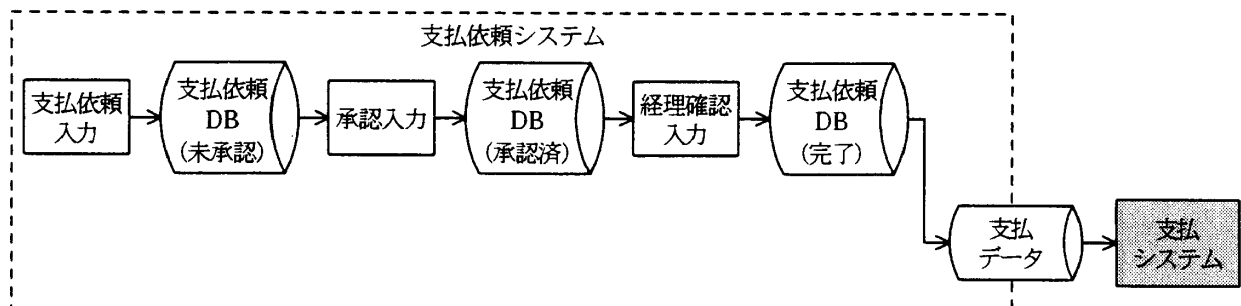 支払依頼システム
支払依頼
入力
支払依頼
DB
(未承認)
承認入力
支払依頼
DB
(承認済)
経理確認
入力
支払依頼
DB
(完了)
支払
データ
支払
システム